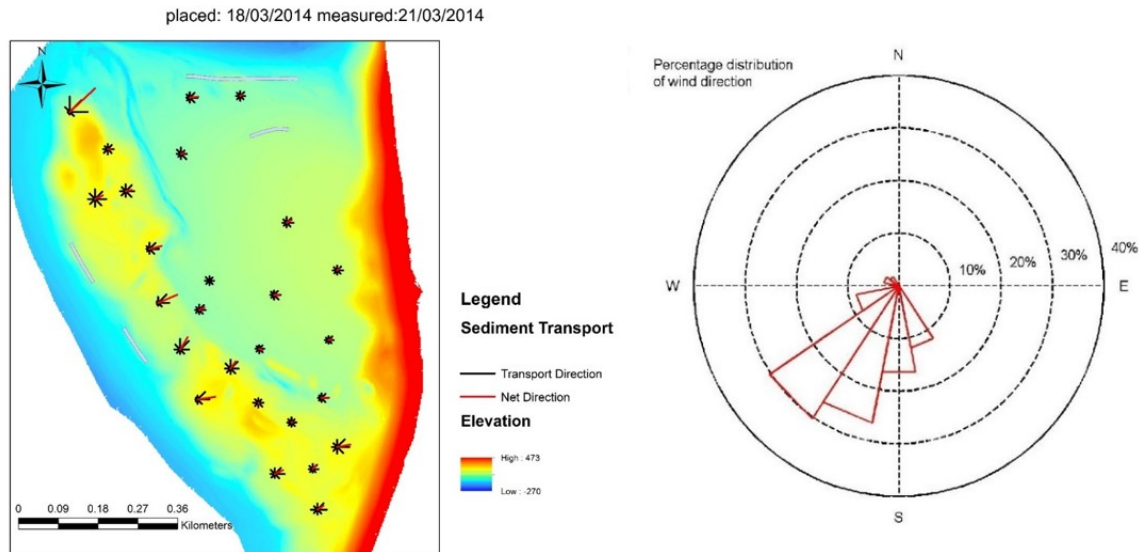 placed: 18/03/2014 measured:21/03/2014
N
Legend
Sediment Transport
Transport Direction
Net Direction
Elevation
High : 473
Low : -270
0 0.09 0.18 0.27 0.36
Kilometers
Percentage distribution
of wind direction
N
10% 20% 30% 40%
W E
S